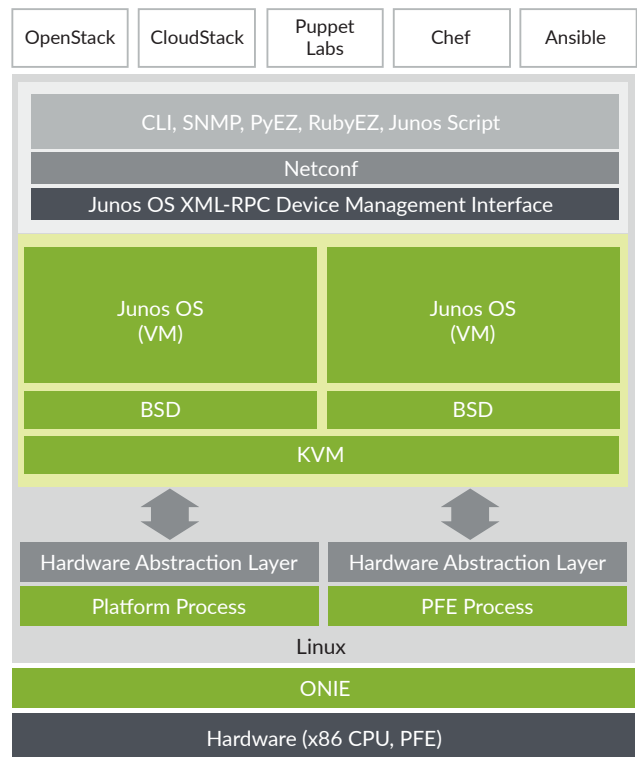 OpenStack
CloudStack
Puppet
Labs
Chef
Ansible
CLI, SNMP, PyEZ, RubyEZ, Junos Script
Netconf
Junos OS XML-RPC Device Management Interface
Junos OS
(VM)
Junos OS
(VM)
BSD
BSD
KVM
Hardware Abstraction Layer
Hardware Abstraction Layer
Platform Process
PFE Process
Linux
ONIE
Hardware (x86 CPU, PFE)